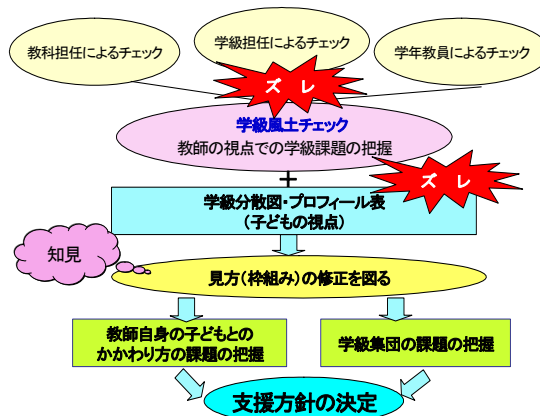 学級担任によるチェック
教科担任によるチェック
学年教員によるチェック
ズ レ
学級風土チェック
教師の視点での学級課題の把握
ズ レ
+
学級分散図・プロフィール表
(子どもの視点)
知見
見方(枠組み)の修正を図る
教師自身の子どもとの
かかわり方の課題の把握
学級集団の課題の把握
支援方針の決定